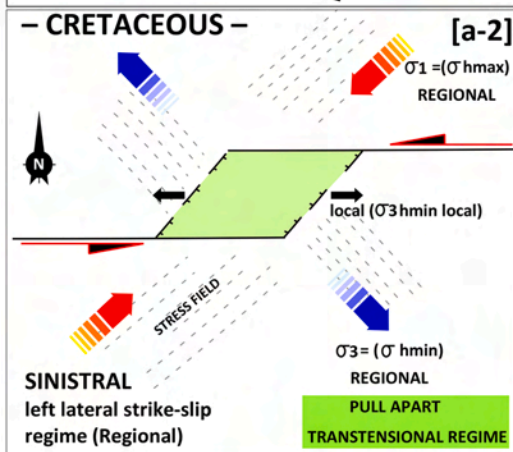 – CRETACEOUS –
[a-2]
σ1 =(σ hmax)
REGIONAL
N
local (σ3 hmin local)
STRESS FIELD
σ3= (σ hmin)
REGIONAL
SINISTRAL
left lateral strike-slip
regime (Regional)
PULL APART
TRANSTENSIONAL REGIME